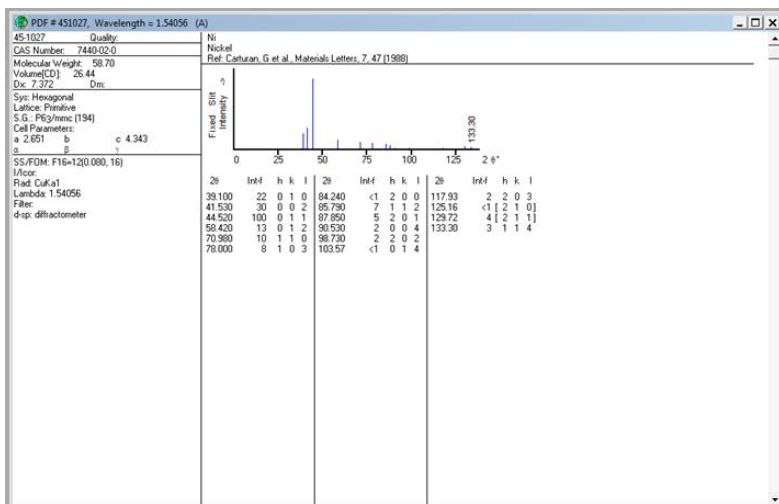 PDF # 451027, Wavelength = 1.54056 (A)
45-1027 Quality:
CAS Number: 7440-02-0
Molecular Weight: 58.70
Volume[CD]: 26.44
Dx: 7.372 Dm:
Sys: Hexagonal
Lattice: Primitive
S.G.: P63/mmc (194)
Cell Parameters:
a 2.651 b c 4.343
α β γ
SS/FOM: F16=12(0.080, 16)
I/Icor:
Rad: CuKa1
Lambda: 1.54056
Filter:
d-sp: diffractometer
Ni
Nickel
Ref: Carturan, G et al., Materials Letters, 7, 47 (1988)
Fixed Slit
Intensity
133.30
0 25 50 75 100 125 2 θ°
2θ Int-f h k l
39.100 22 0 1 0
41.530 30 0 0 2
44.520 100 0 1 1
58.420 13 0 1 2
70.980 10 1 1 0
78.000 8 1 0 3
2θ Int-f h k l
84.240 <1 2 0 0
85.790 7 1 1 2
87.850 5 2 0 1
90.530 2 0 0 4
98.730 2 2 0 2
103.57 <1 0 1 4
2θ Int-f h k l
117.93 2 2 0 3
125.16 <1 [ 2 1 0]
129.72 4 [ 2 1 1]
133.30 3 1 1 4